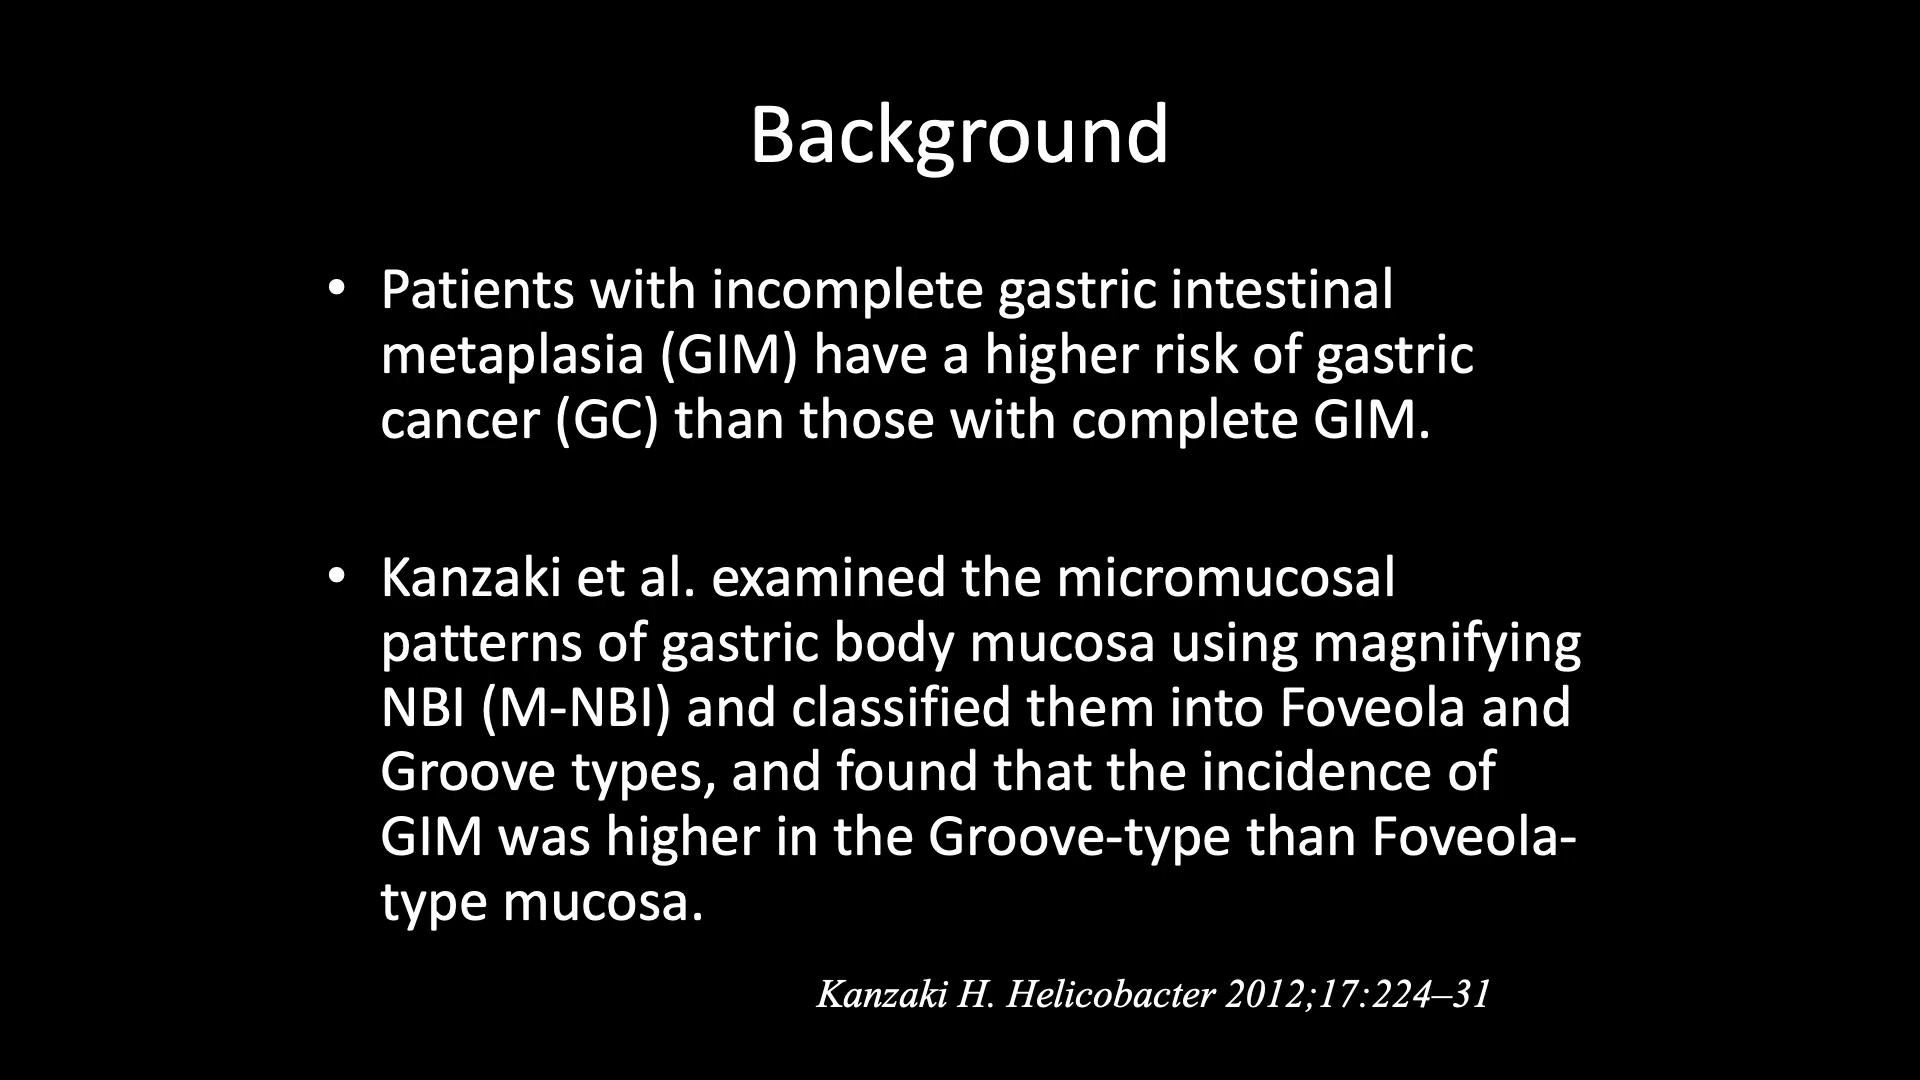 Background
• Patients with incomplete gastric intestinal
metaplasia (GIM) have a higher risk of gastric
cancer (GC) than those with complete GIM.
• Kanzaki et al. examined the micromucosal
patterns of gastric body mucosa using magnifying
NBI (M-NBI) and classified them into Foveola and
Groove types, and found that the incidence of
GIM was higher in the Groove-type than Foveola-
type mucosa.
Kanzaki H. Helicobacter 2012;17:224–31